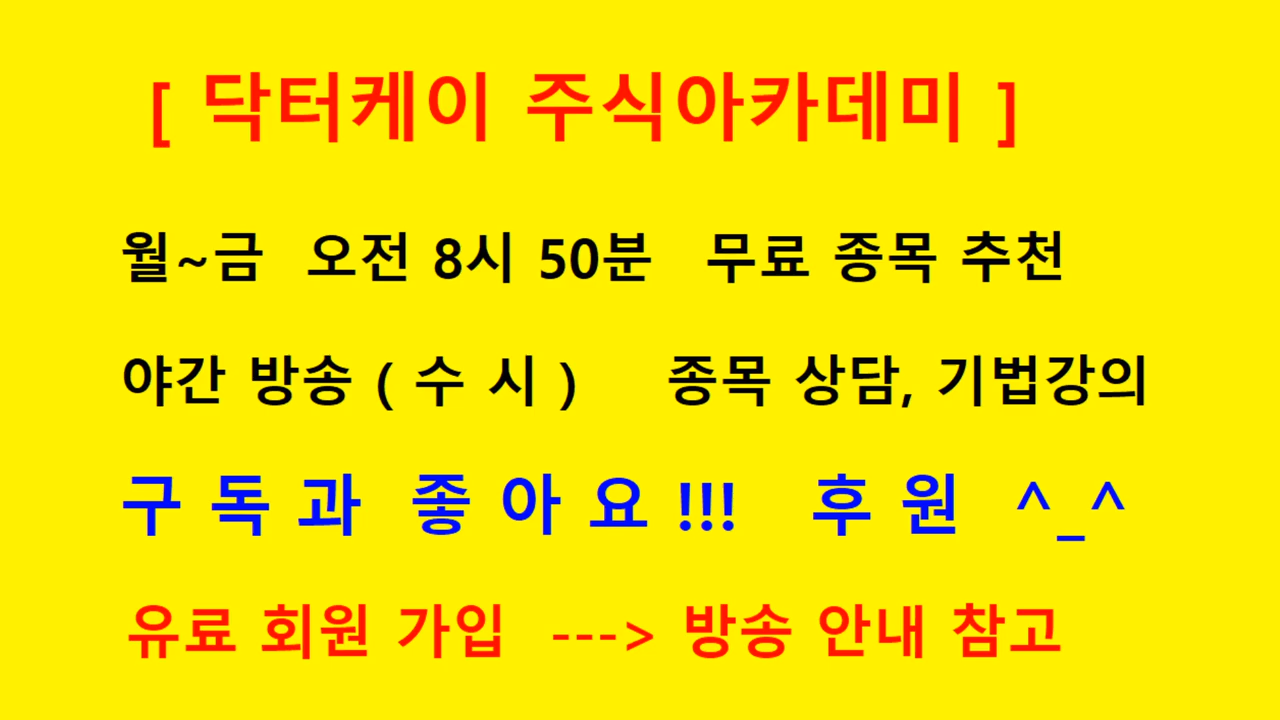 [ 닥터케이 주식아카데미 ]
월~금 오전 8시 50분 무료 종목 추천
야간 방송 ( 수 시 ) 종목 상담, 기법강의
구 독 과 좋 아 요 !!! 후 원 ^_^
유료 회원 가입 ---> 방송 안내 참고